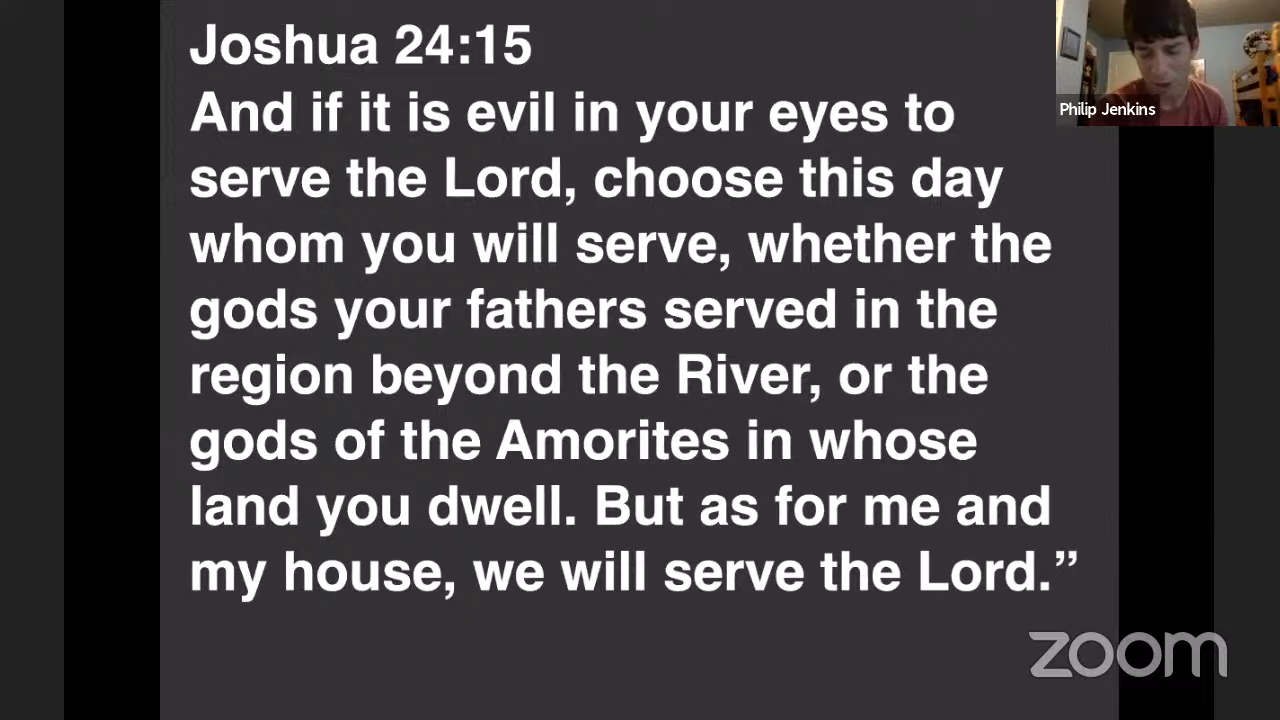 Joshua 24:15
And if it is evil in your eyes to
serve the Lord, choose this day
whom you will serve, whether the
gods your fathers served in the
region beyond the River, or the
gods of the Amorites in whose
land you dwell. But as for me and
my house, we will serve the Lord.”
Philip Jenkins
zoom